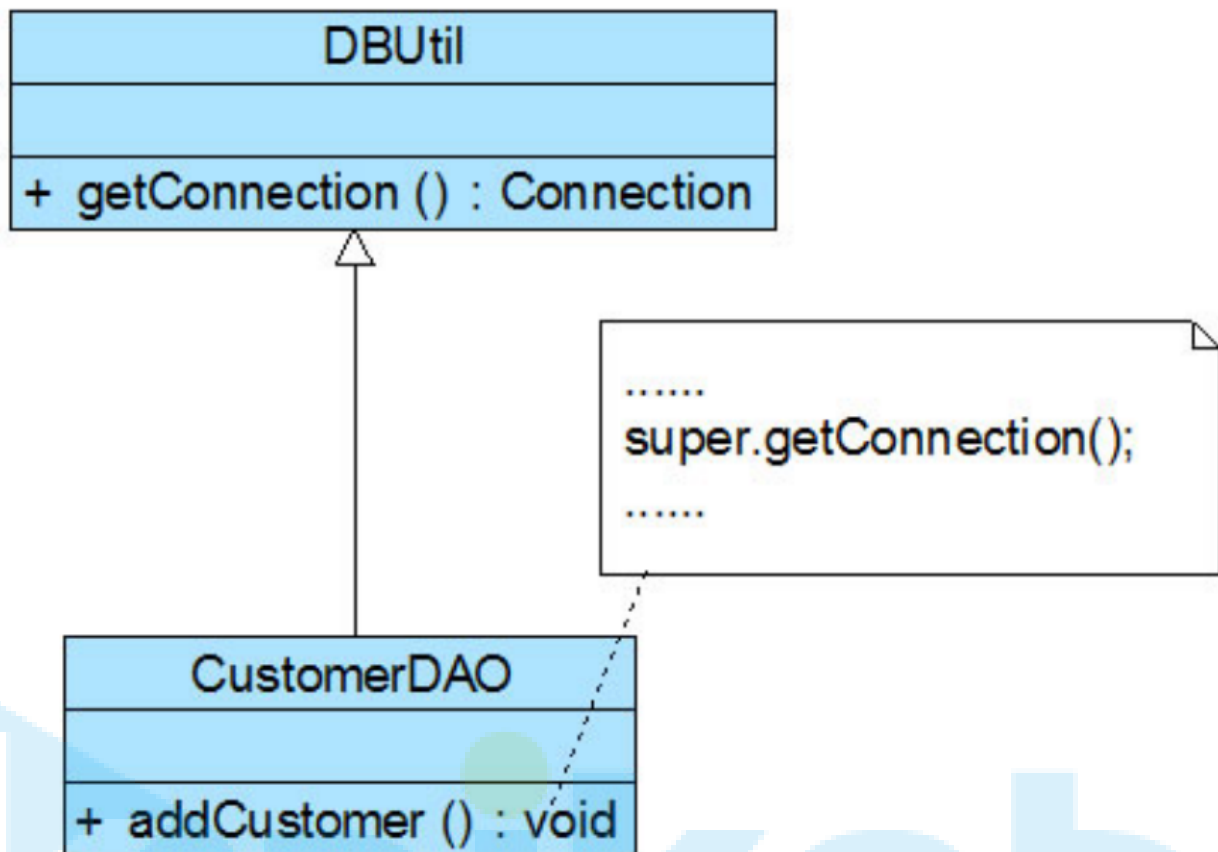 DBUtil
+ getConnection () : Connection
......
super.getConnection();
......
CustomerDAO
+ addCustomer () : void